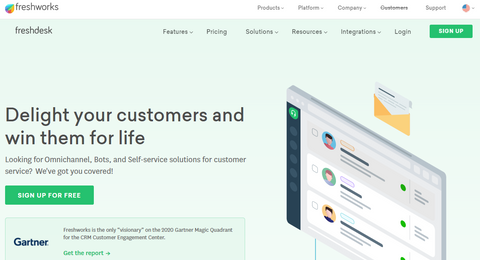 freshworks
Products Platform Company Customers Support
freshdesk
Features Pricing Solutions Resources Integrations Login SIGN UP
Delight your customers and
win them for life
Looking for Omnichannel, Bots, and Self-service solutions for customer
service? We've got you covered!
SIGN UP FOR FREE
Gartner
Freshworks is the only "visionary" on the 2020 Gartner Magic Quadrant
for the CRM Customer Engagement Center.
Get the report →